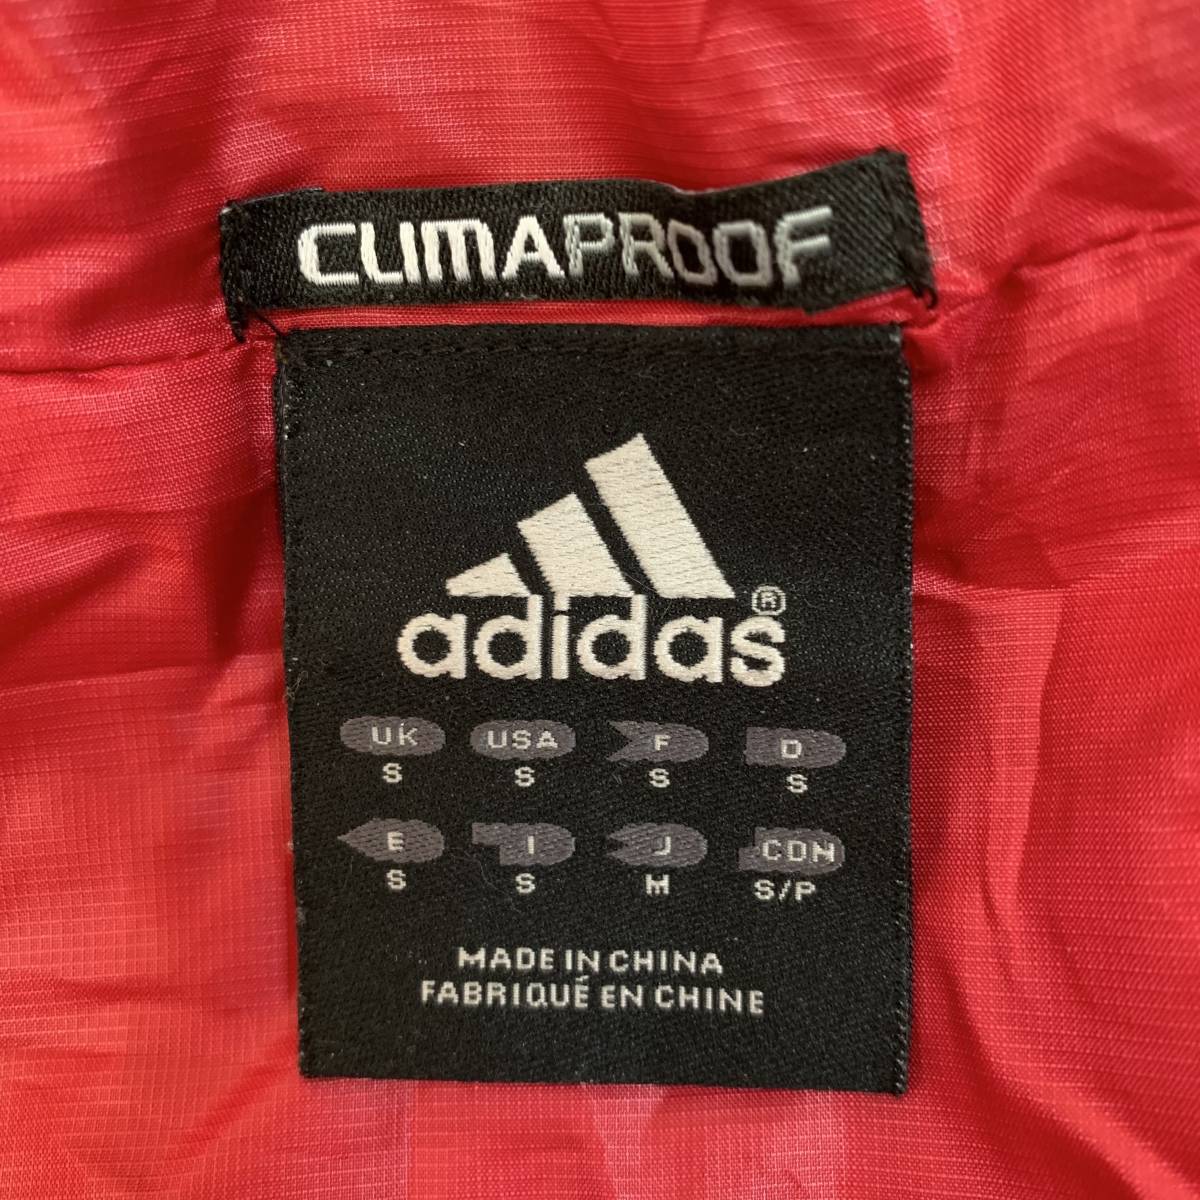 CLIMAPROOF
adidas®
UK USA F D
S S S S
E I J CDN
S S M S/P
MADE IN CHINA
FABRIQUÉ EN CHINE